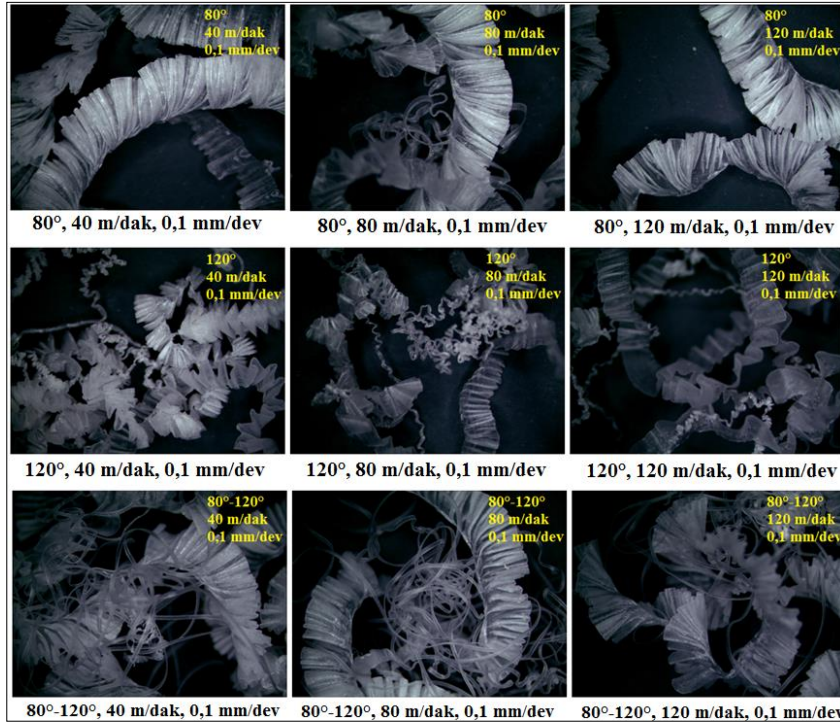 80°
40 m/dak
0,1 mm/dev
80°
80 m/dak
0,1 mm/dev
80°
120 m/dak
0,1 mm/dev
80°, 40 m/dak, 0,1 mm/dev
80°, 80 m/dak, 0,1 mm/dev
80°, 120 m/dak, 0,1 mm/dev
120°
40 m/dak
0,1 mm/dev
120°
80 m/dak
0,1 mm/dev
120°
120 m/dak
0,1 mm/dev
120°, 40 m/dak, 0,1 mm/dev
120°, 80 m/dak, 0,1 mm/dev
120°, 120 m/dak, 0,1 mm/dev
80°-120°
40 m/dak
0,1 mm/dev
80°-120°
80 m/dak
0,1 mm/dev
80°-120°
120 m/dak
0,1 mm/dev
80°-120°, 40 m/dak, 0,1 mm/dev
80°-120°, 80 m/dak, 0,1 mm/dev
80°-120°, 120 m/dak, 0,1 mm/dev